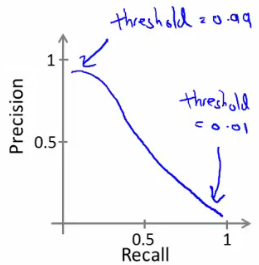 threshold = 0.99
1
threshold
= 0.01
Precision
0.5
0.5
1
Recall